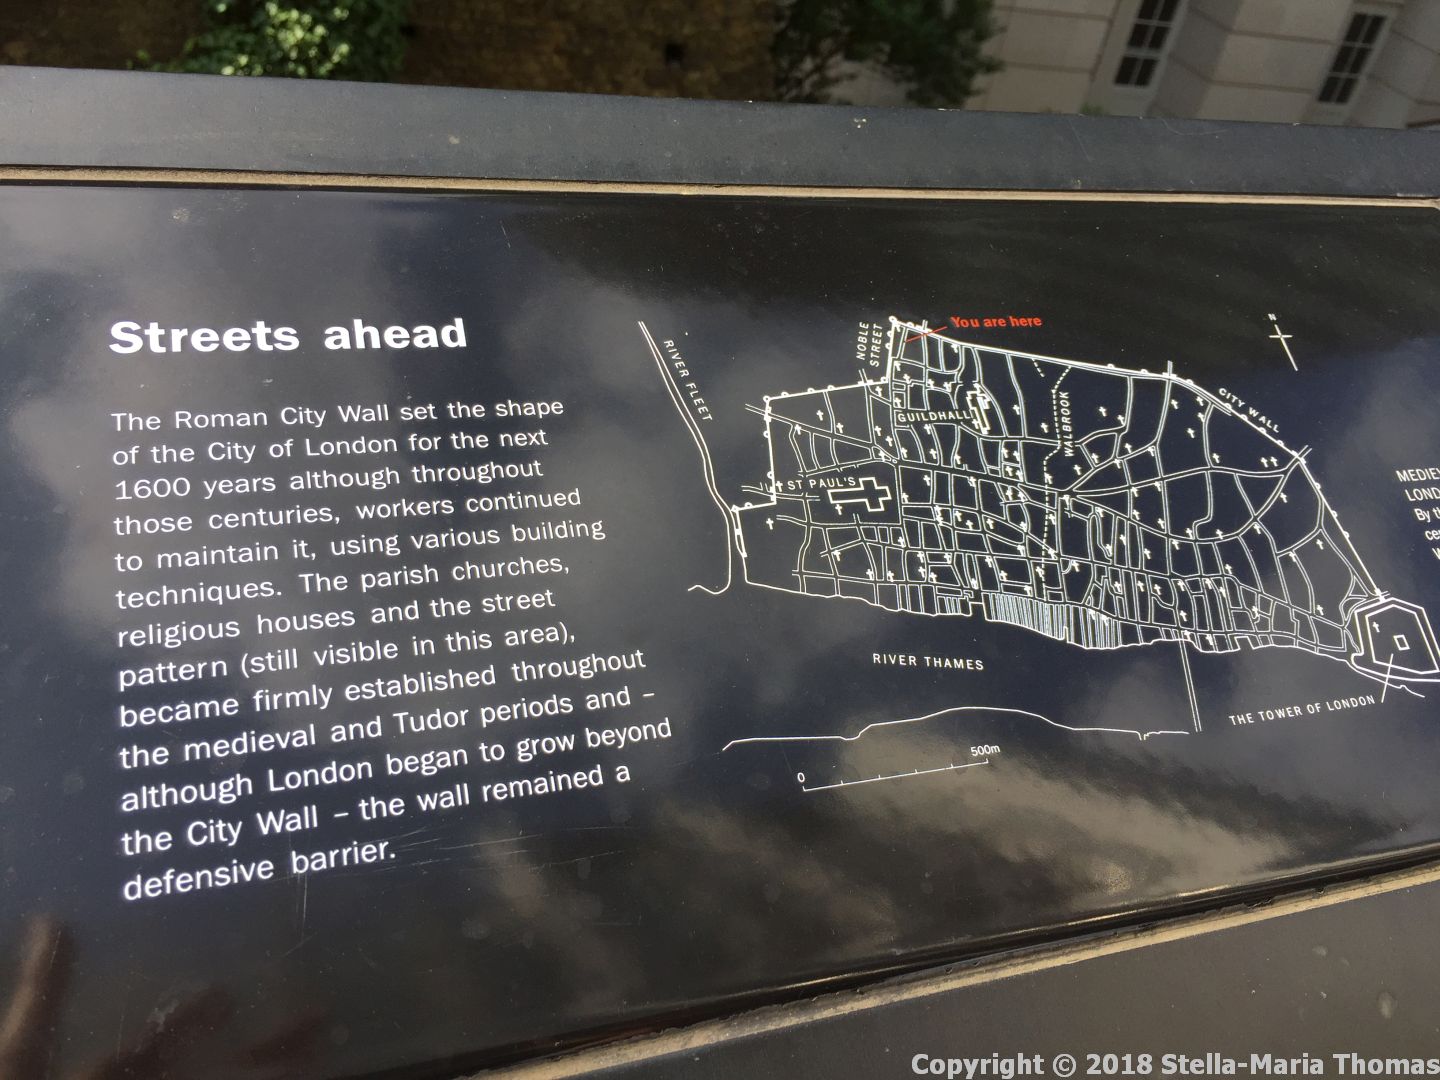 Streets ahead
The Roman City Wall set the shape
of the City of London for the next
1600 years although throughout
those centuries, workers continued
to maintain it, using various building
techniques. The parish churches,
religious houses and the street
pattern (still visible in this area),
became firmly established throughout
the medieval and Tudor periods and –
although London began to grow beyond
the City Wall – the wall remained a
defensive barrier.
RIVER FLEET
NOBLE
STREET
You are here
N
CITY WALL
GUILDHALL
WALBROOK
ST PAUL'S
RIVER THAMES
THE TOWER OF LONDON
0
500m
By
Copyright © 2018 Stella-Maria Thomas